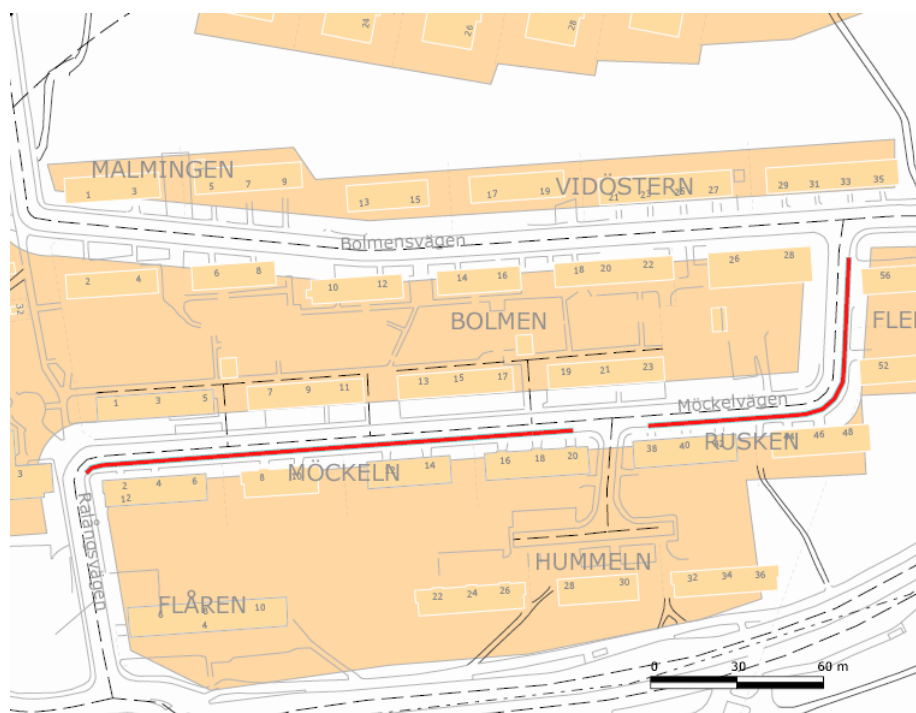 24
26
28
MALMINGEN
1 3 5 7 9
13 15 17 19
VIDÖSTERN
21 23 25 27 29 31 33 35
Bolmensvägen
2 4 6 8 10 12 14 16 18 20 22 26 28
56
32
BOLMEN
FLE
52
1 3 5 7 9 11 13 15 17 19 21 23
Möckelvägen
RUSKEN
38 40 46 48
3
MÖCKELN
2 4 6 8 14 16 18 20
12
Ralångsvägen
HUMMELN
22 24 26 28 30 32 34 36
FLÅREN
10
4
0 30 60 m